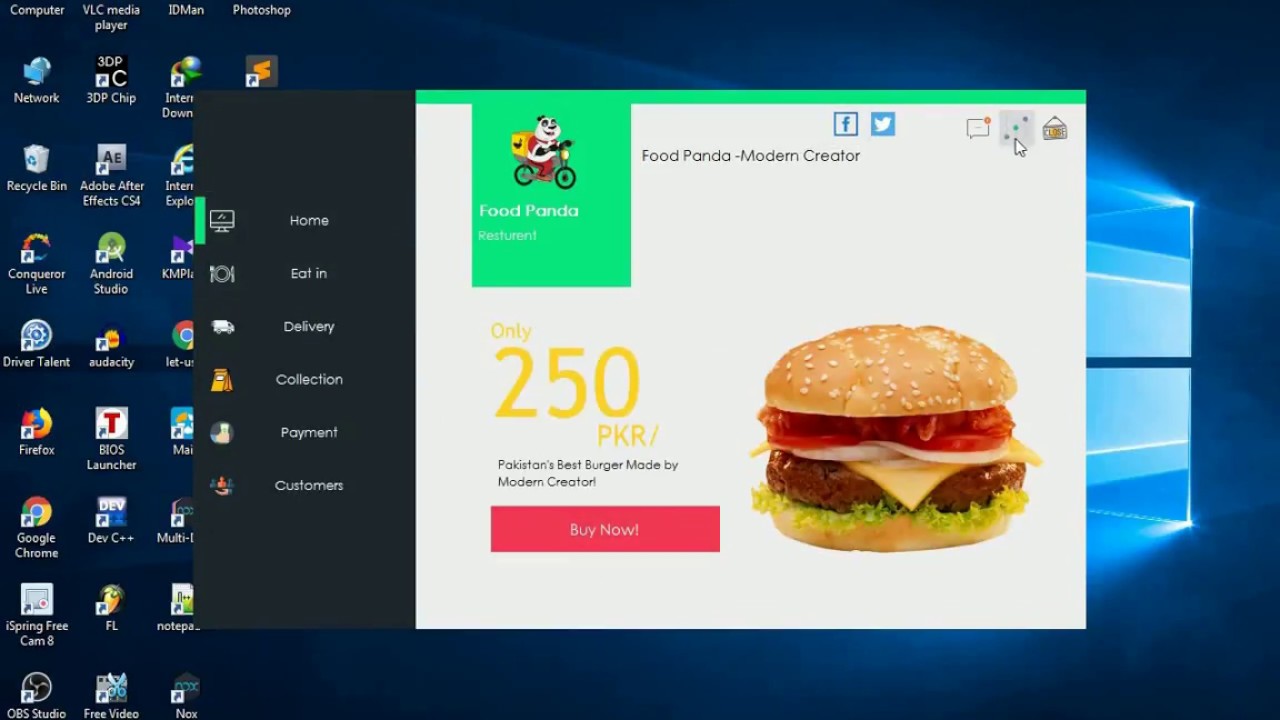 Computer
VLC media
player
IDMan
Photoshop
Network
3DP
C
3DP Chip
Intern
Down
Recycle Bin
AE
Adobe After
Effects CS4
Intern
Explo
Conqueror
Live
Android
Studio
KMPla
Driver Talent
audacity
let-us
Firefox
T
BIOS
Launcher
Mai
Google
Chrome
DEV
Dev C++
Multi-D
iSpring Free
Cam 8
FL
notepa
OBS Studio
Free Video
nox
Nox
Home
Eat in
Delivery
Collection
Payment
Customers
Food Panda
Resturent
f
Food Panda -Modern Creator
Only
250
PKR/
Pakistan's Best Burger Made by
Modern Creator!
Buy Now!